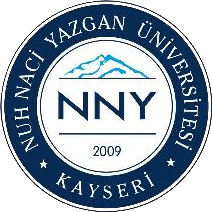 NUH NACİ YAZGAN ÜNİVERSİTESİ
NNY
2009
KAYSERİ